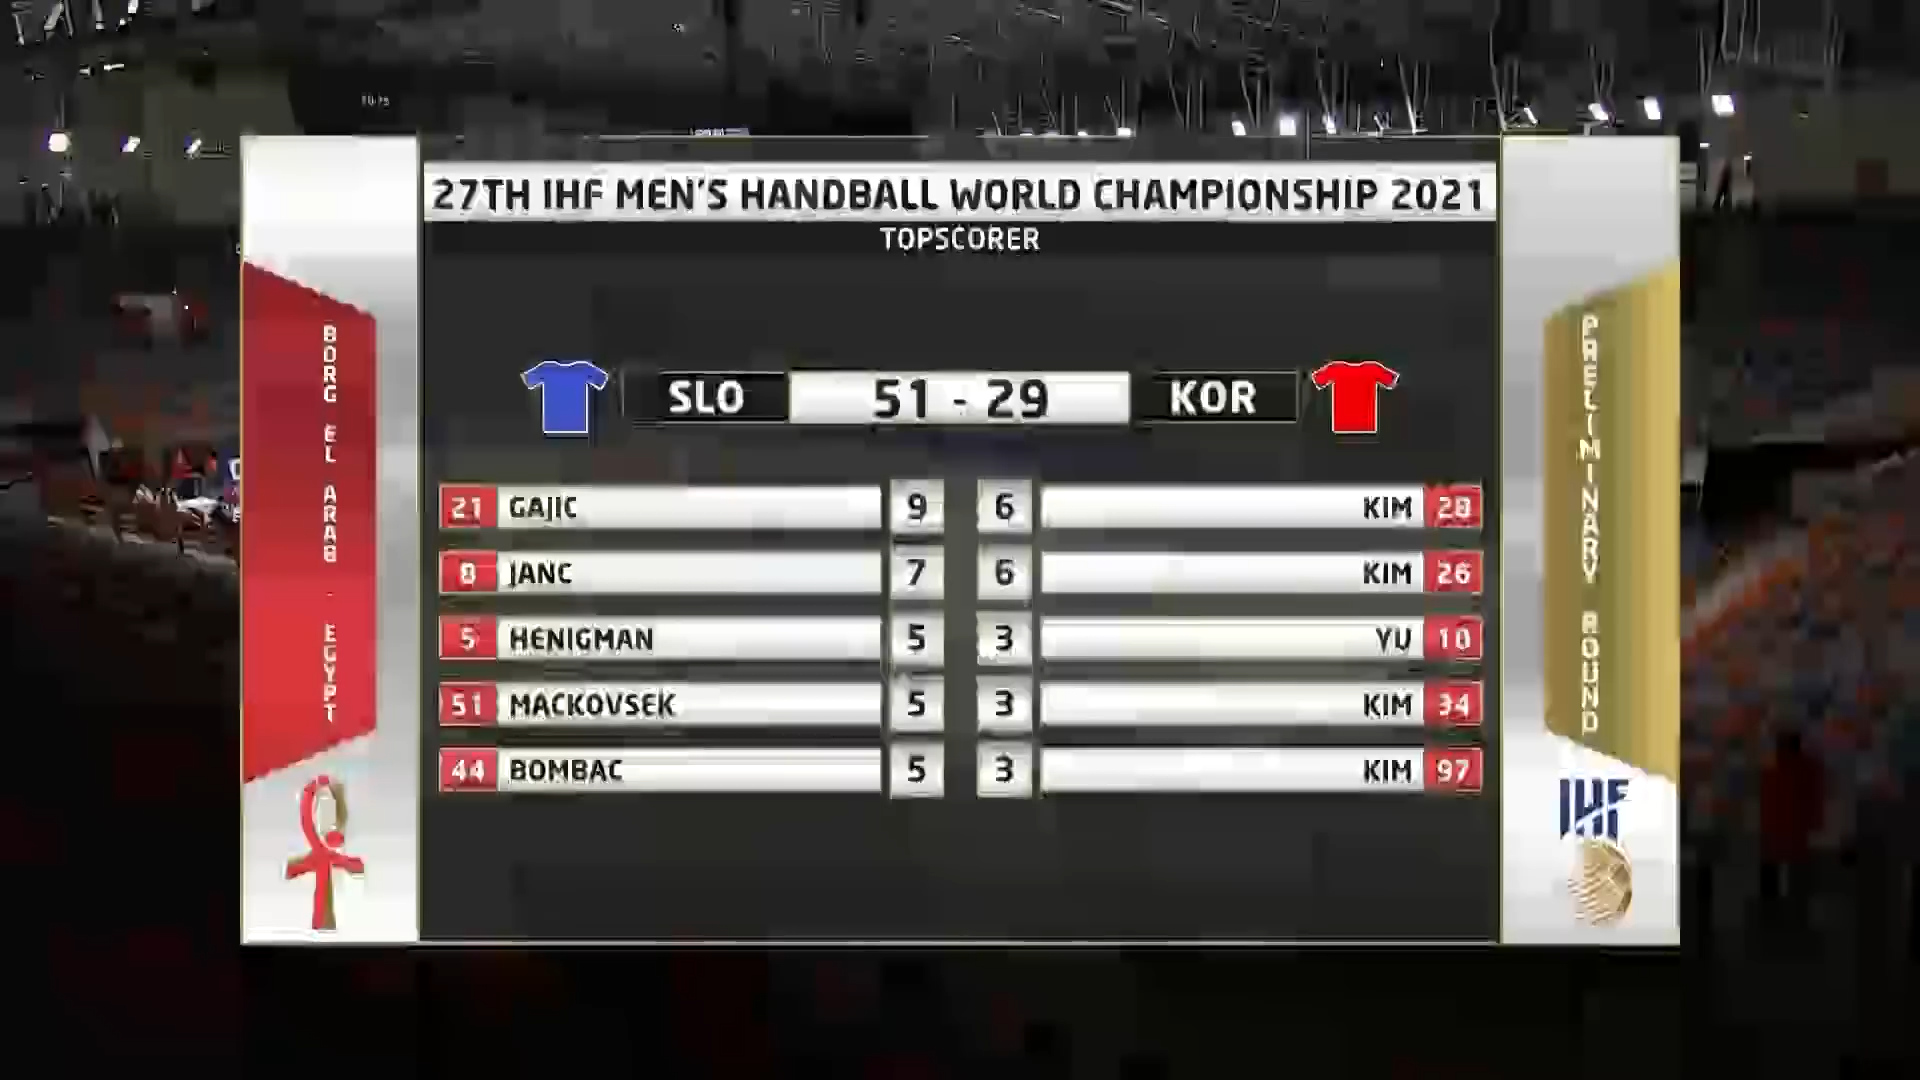 27TH IHF MEN'S HANDBALL WORLD CHAMPIONSHIP 2021
TOPSCORER
SLO 51 - 29 KOR
21 GAJIC 9 6 KIM 28
8 JANC 7 6 KIM 26
5 HENIGMAN 5 3 YU 10
51 MACKOVSEK 5 3 KIM 34
44 BOMBAC 5 3 KIM 97
BORG EL ARAB - EGYPT
PRELIMINARY ROUND
IHF